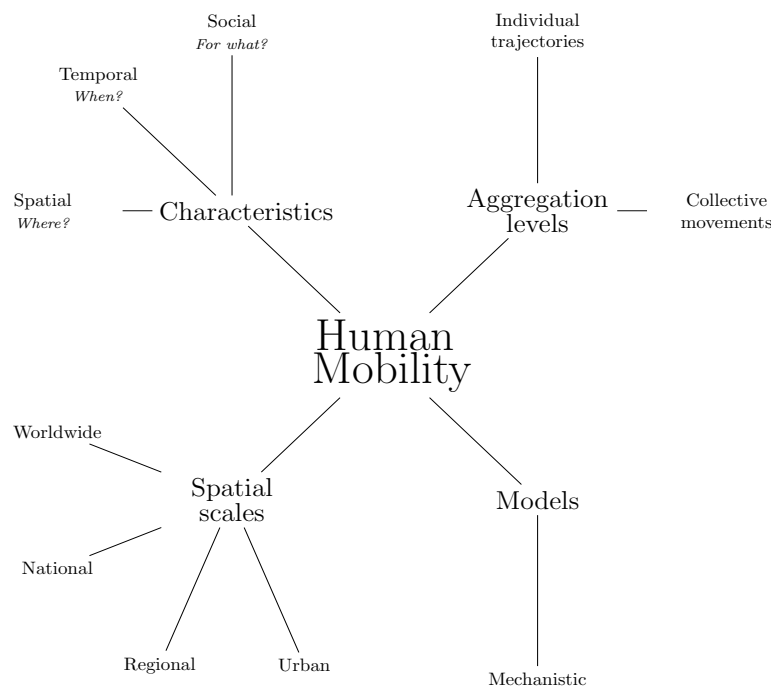 Social
For what?
Individual
trajectories
Temporal
When?
Spatial
Where?
Characteristics
Aggregation
levels
Collective
movements
Human
Mobility
Worldwide
Spatial
scales
Models
National
Regional
Urban
Mechanistic